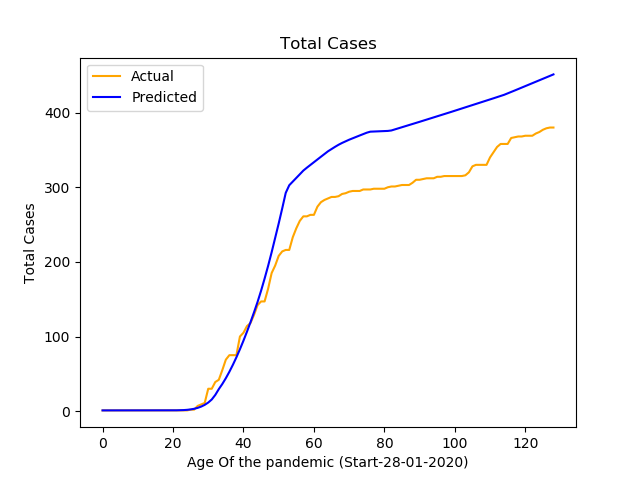 Total Cases
Actual
Predicted
Total Cases
400
300
200
100
0
0 20 40 60 80 100 120
Age Of the pandemic (Start-28-01-2020)